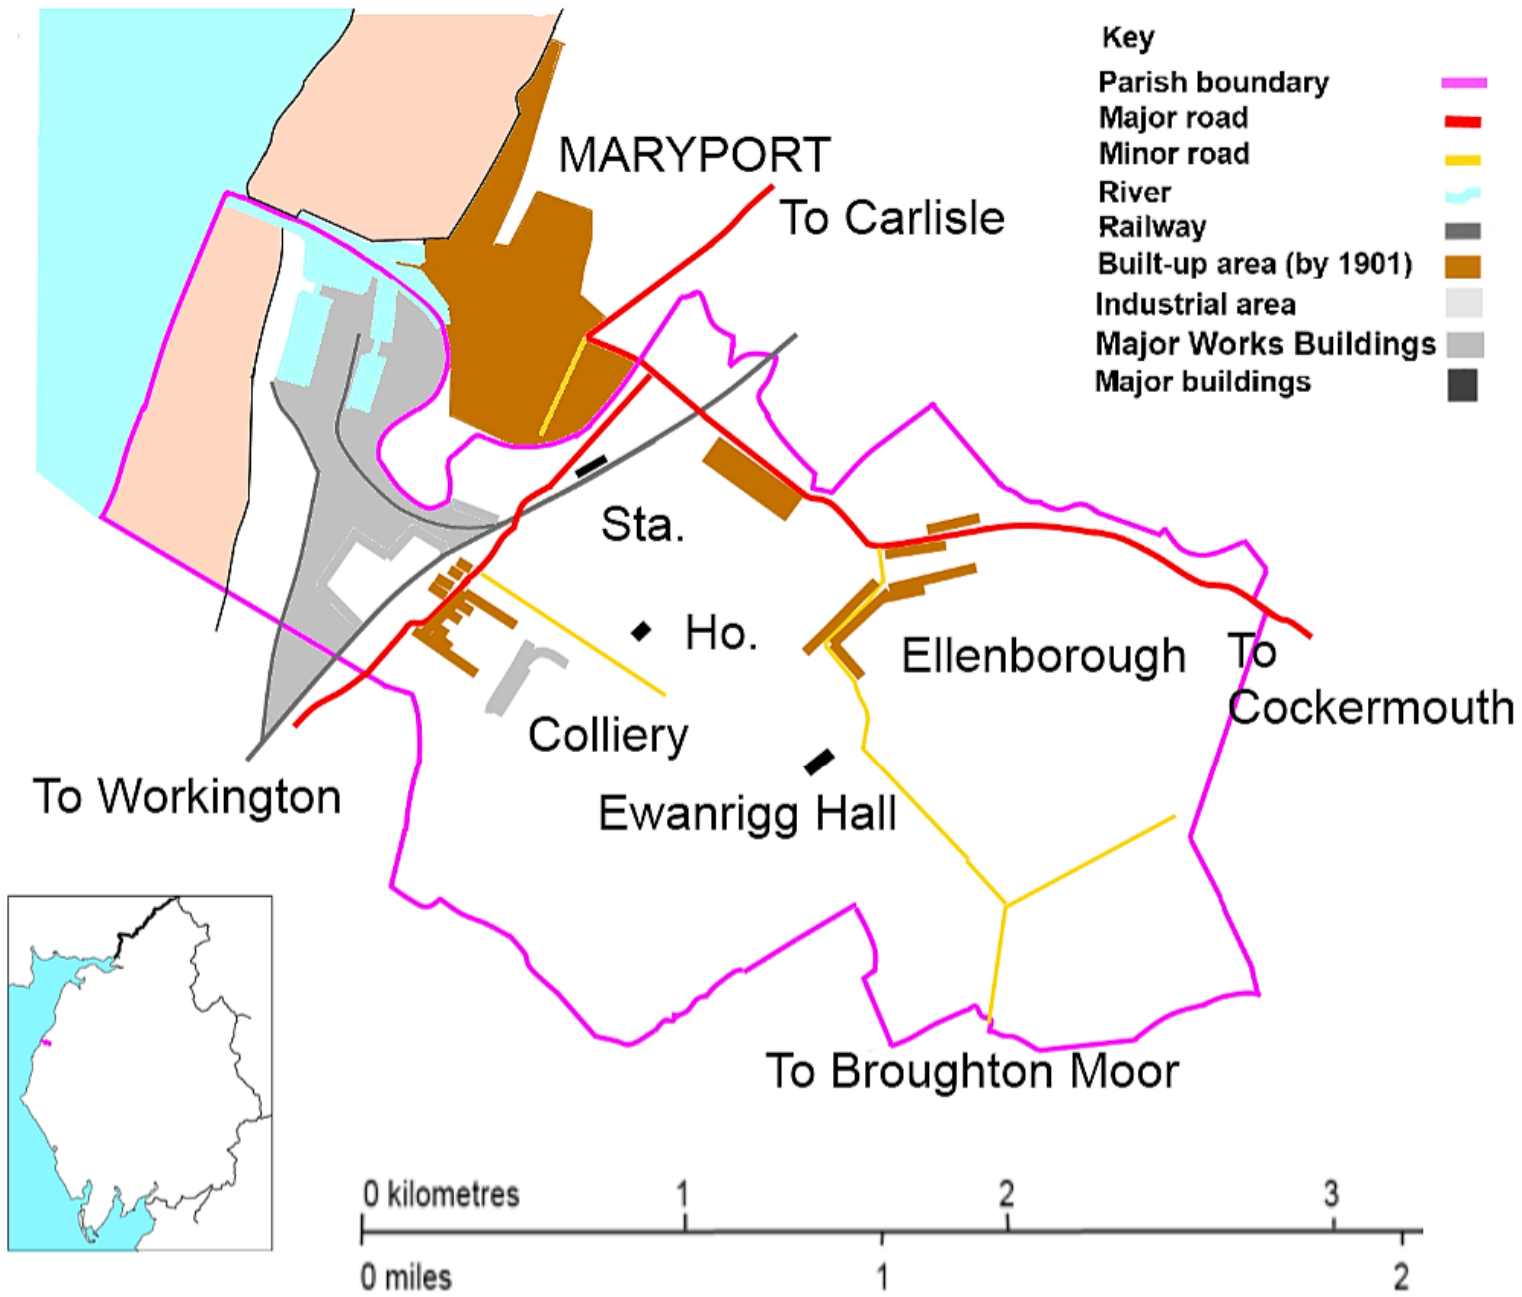 Key
Parish boundary
Major road
Minor road
River
Railway
Built-up area (by 1901)
Industrial area
Major Works Buildings
Major buildings
MARYPORT
To Carlisle
Sta.
Ho.
Ellenborough
To
Cockermouth
Colliery
To Workington
Ewanrigg Hall
To Broughton Moor
0 kilometres 1 2 3
0 miles 1 2